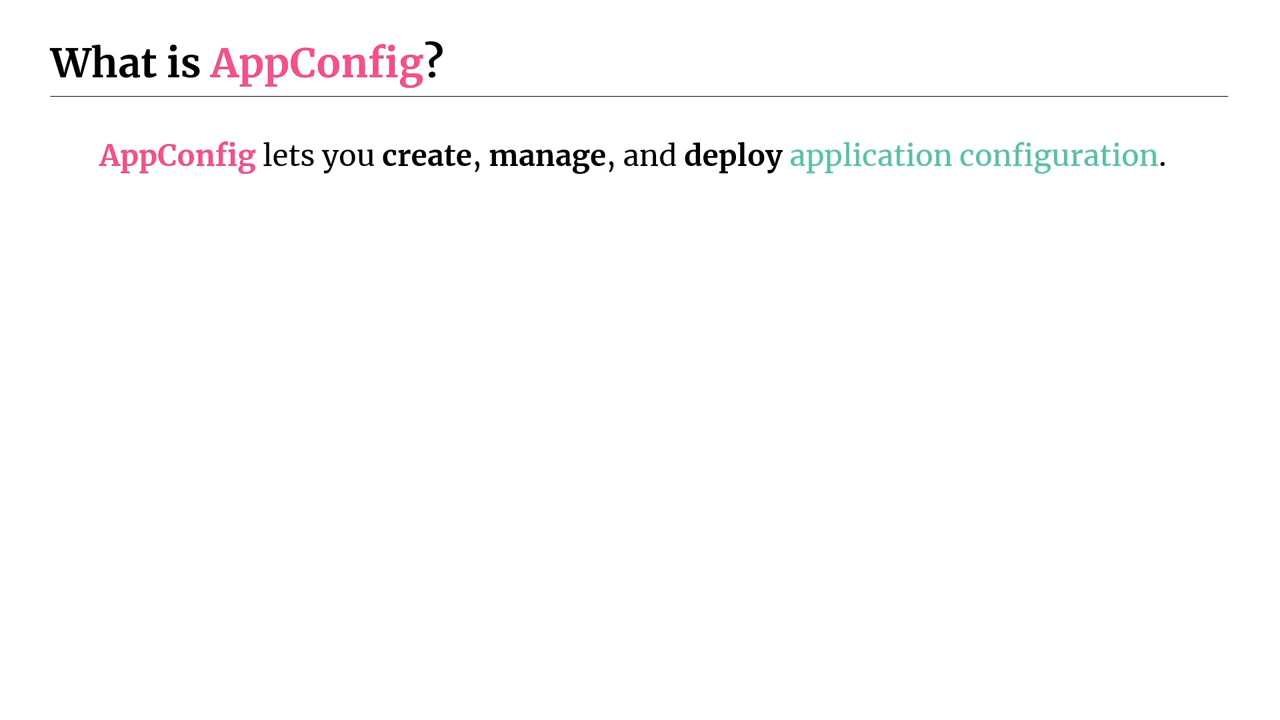 What is AppConfig?
AppConfig lets you create, manage, and deploy application configuration.